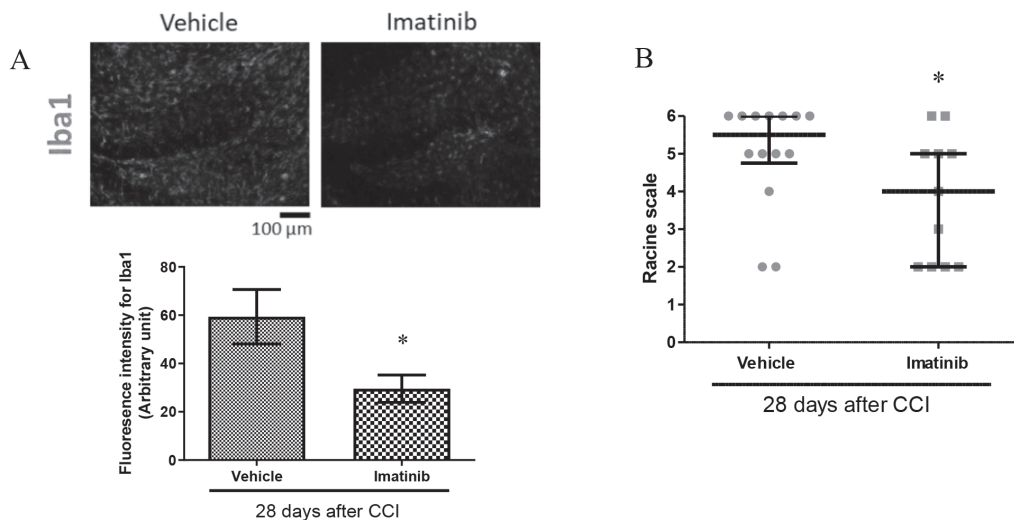 A
Vehicle
Imatinib
Iba1
100 µm
Fluoresence intensity for Iba1
(Arbitrary unit)
80
60
40
20
0
Vehicle
Imatinib
*
28 days after CCI
B
*
Racine scale
6
5
4
3
2
1
0
Vehicle
Imatinib
28 days after CCI